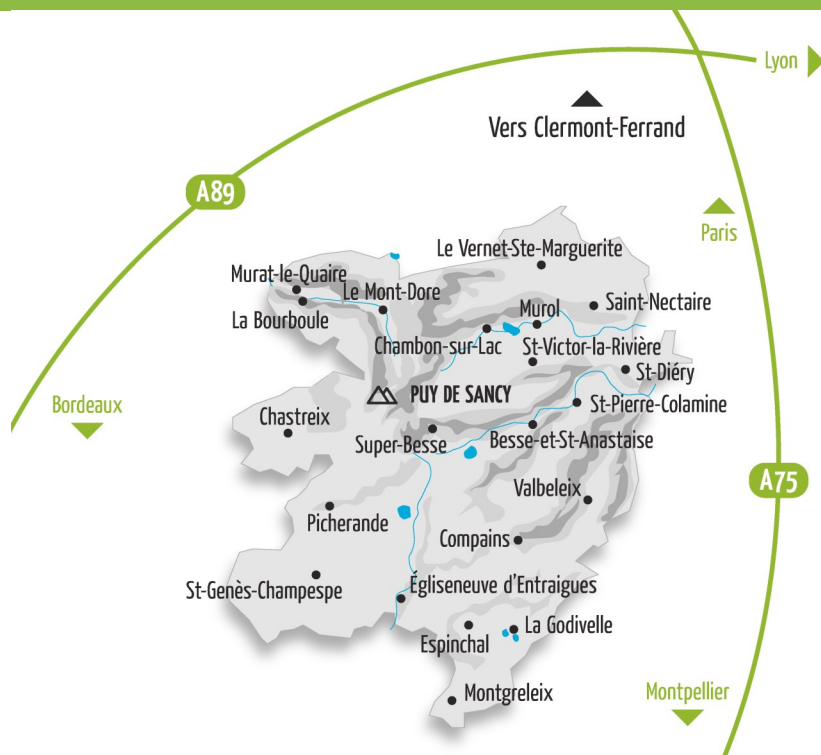 Lyon
Vers Clermont-Ferrand
A89
Paris
Le Vernet-Ste-Marguerite
Murat-le-Quaire
Le Mont-Dore
Saint-Nectaire
La Bourboule
Murol
Chambon-sur-Lac
St-Victor-la-Rivière
St-Diéry
PUY DE SANCY
Bordeaux
St-Pierre-Colamine
Chastreix
Super-Besse
Besse-et-St-Anastaise
A75
Valbeleix
Picherande
Compains
St-Genès-Champespe
Égliseneuve d'Entraigues
La Godivelle
Espinchal
Montgreleix
Montpellier